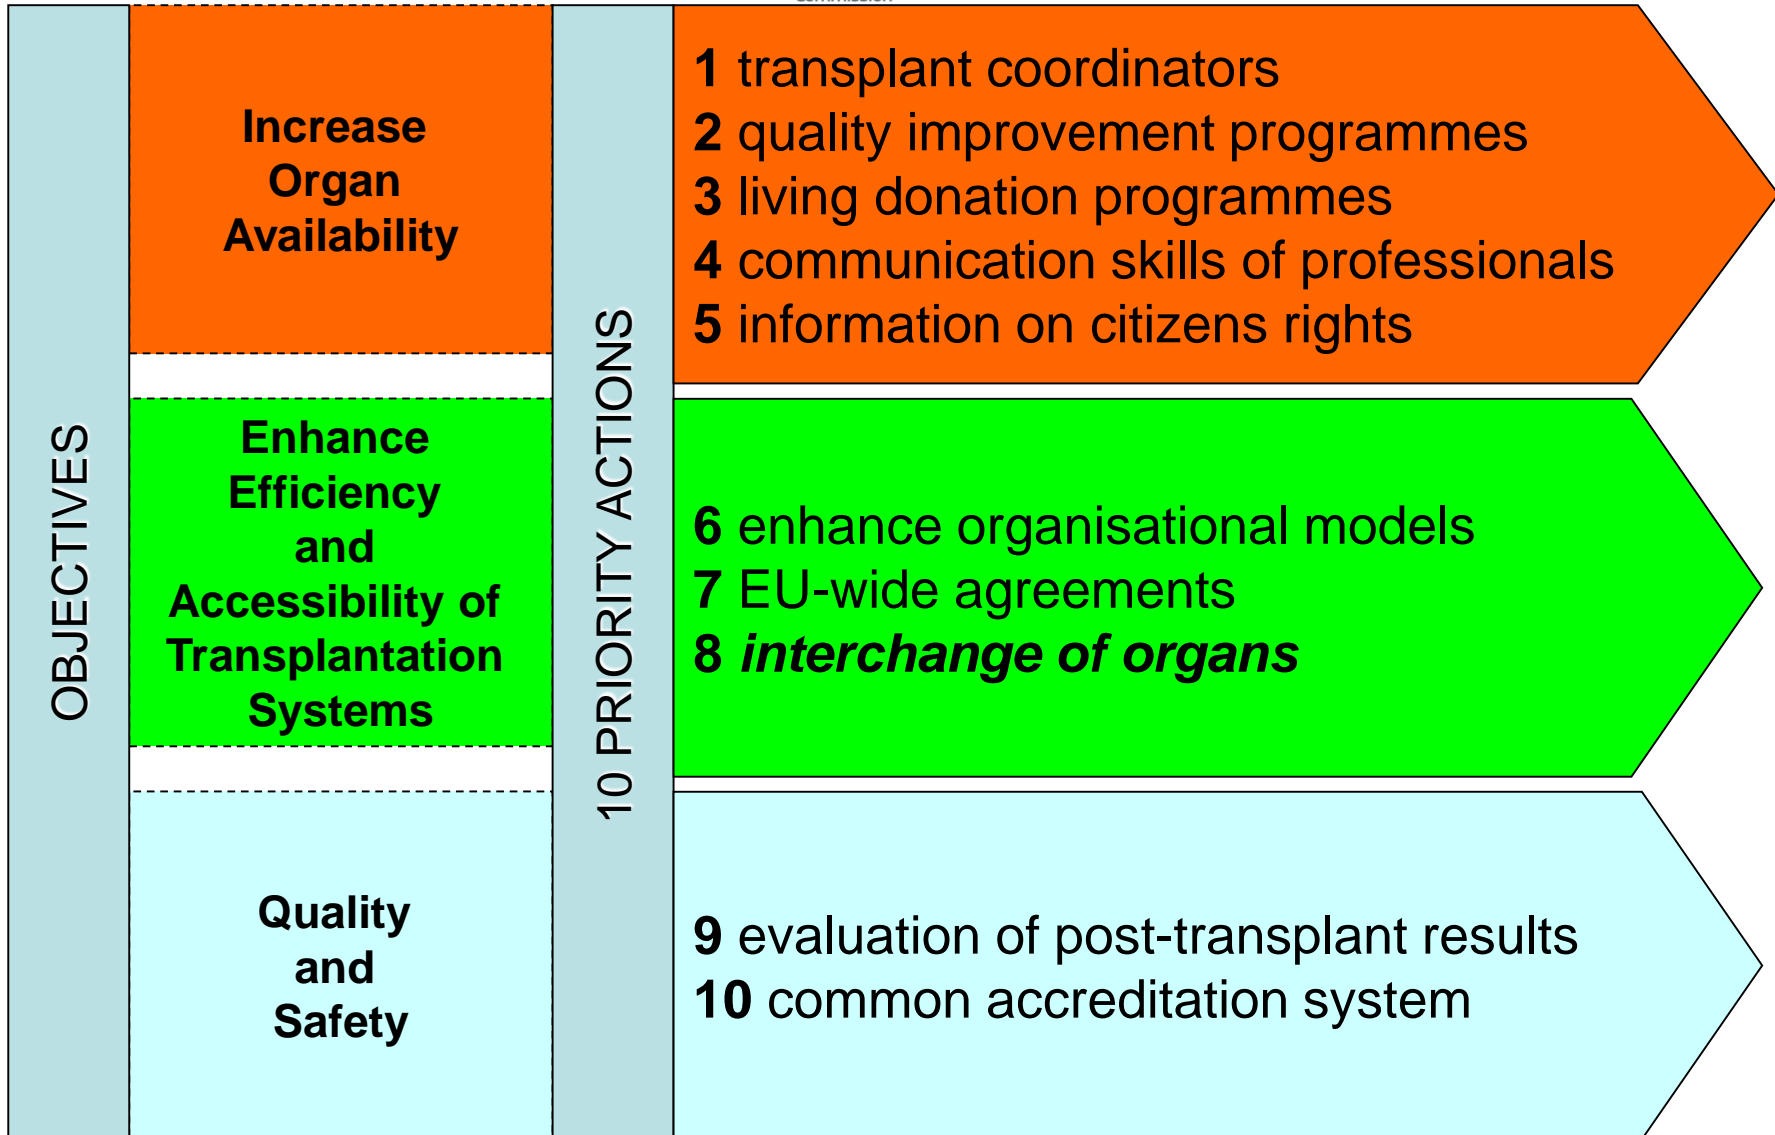 Commission
OBJECTIVES
Increase
Organ
Availability
Enhance
Efficiency
and
Accessibility of
Transplantation
Systems
Quality
and
Safety
10 PRIORITY ACTIONS
1 transplant coordinators
2 quality improvement programmes
3 living donation programmes
4 communication skills of professionals
5 information on citizens rights
6 enhance organisational models
7 EU-wide agreements
8 interchange of organs
9 evaluation of post-transplant results
10 common accreditation system